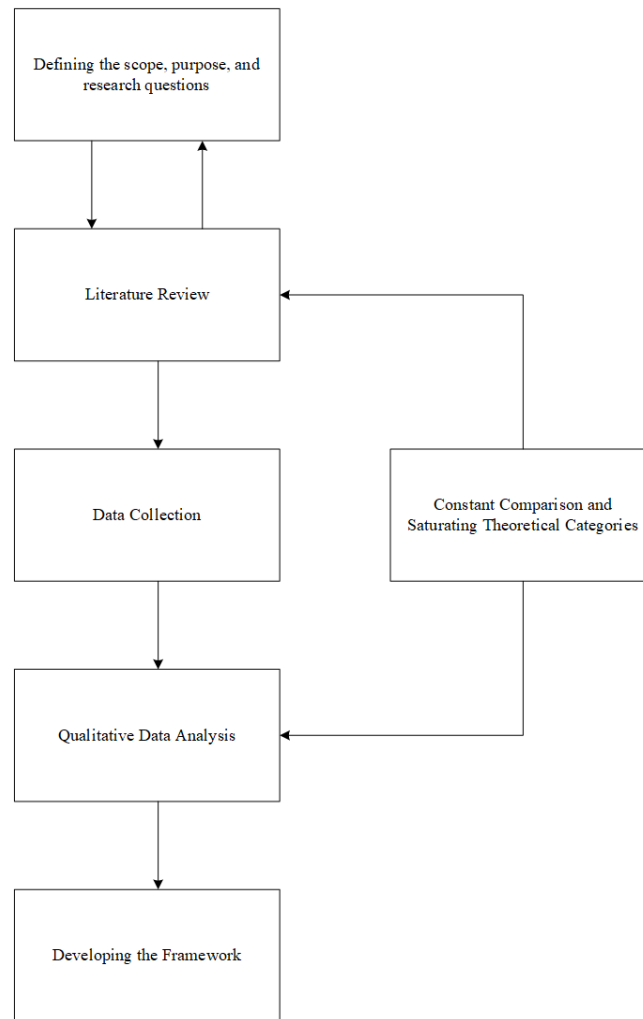 Defining the scope, purpose, and
research questions
Literature Review
Data Collection
Constant Comparison and
Saturating Theoretical Categories
Qualitative Data Analysis
Developing the Framework